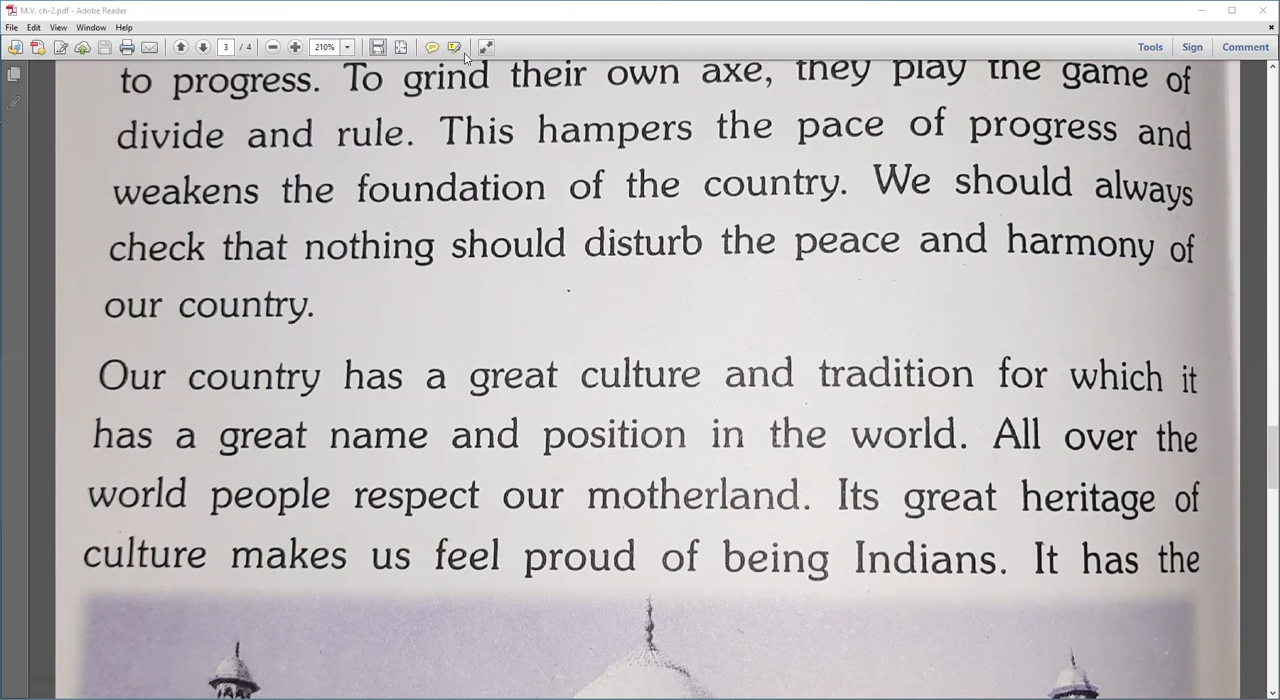 M.V. ch-2.pdf - Adobe Reader
File Edit View Window Help
3 / 4 210% Tools Sign Comment
to progress. To grind their own axe, they play the game of
divide and rule. This hampers the pace of progress and
weakens the foundation of the country. We should always
check that nothing should disturb the peace and harmony of
our country.
Our country has a great culture and tradition for which it
has a great name and position in the world. All over the
world people respect our motherland. Its great heritage of
culture makes us feel proud of being Indians. It has the